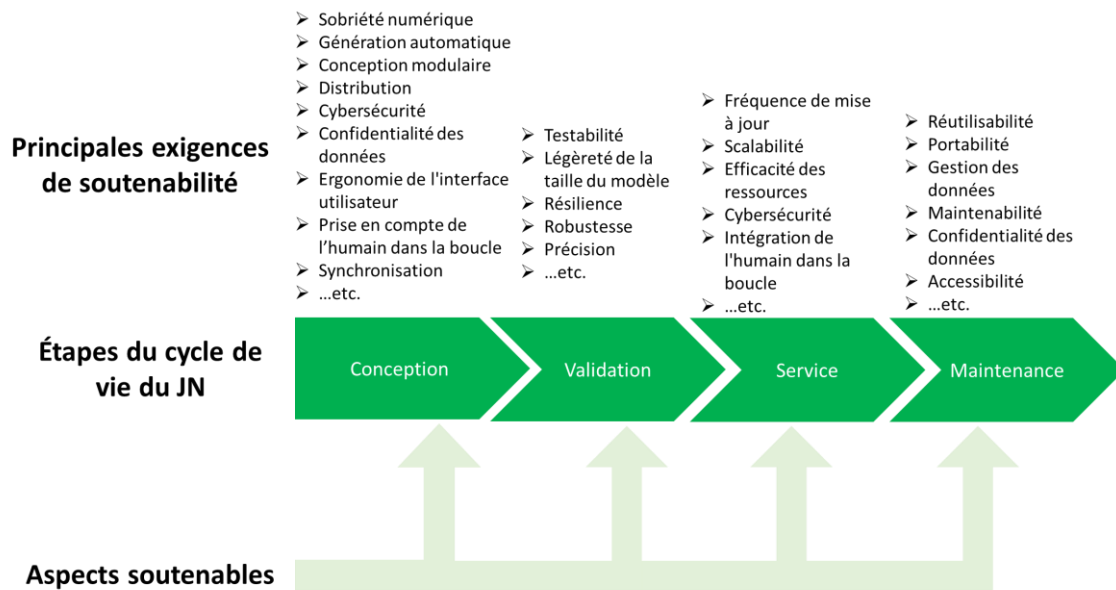 Principales exigences
de soutenabilité
➢ Sobriété numérique
➢ Génération automatique
➢ Conception modulaire
➢ Distribution
➢ Cybersécurité
➢ Confidentialité des
données
➢ Ergonomie de l'interface
utilisateur
➢ Prise en compte de
l’humain dans la boucle
➢ Synchronisation
➢ …etc.
➢ Testabilité
➢ Légèreté de la
taille du modèle
➢ Résilience
➢ Robustesse
➢ Précision
➢ …etc.
➢ Fréquence de mise
à jour
➢ Scalabilité
➢ Efficacité des
ressources
➢ Cybersécurité
➢ Intégration de
l'humain dans la
boucle
➢ …etc.
➢ Réutilisabilité
➢ Portabilité
➢ Gestion des
données
➢ Maintenabilité
➢ Confidentialité des
données
➢ Accessibilité
➢ …etc.
Étapes du cycle de
vie du JN
Conception
Validation
Service
Maintenance
Aspects soutenables